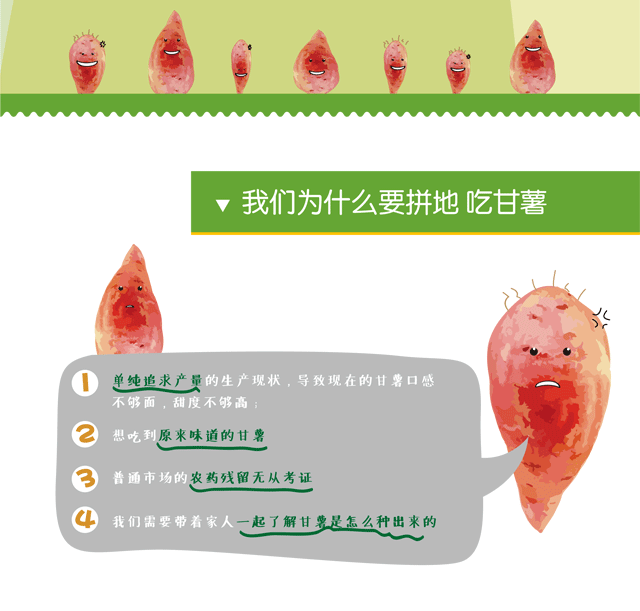 ▼ 我们为什么要拼地 吃甘薯
1 单纯追求产量的生产现状，导致现在的甘薯口感
不够面，甜度不够高；
2 想吃到原来味道的甘薯
3 普通市场的农药残留无从考证
4 我们需要带着家人一起了解甘薯是怎么种出来的